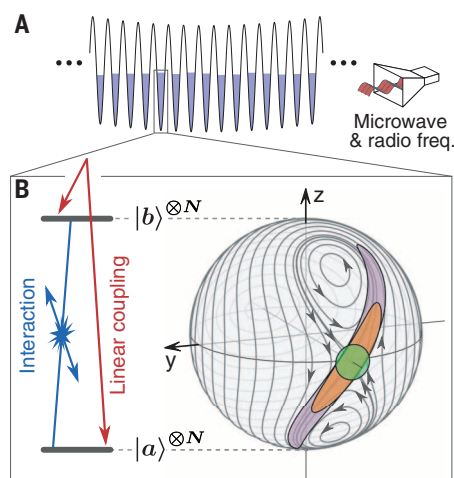 A
... ...
Microwave
& radio freq.
B
z
|b⟩⊗N
Interaction
Linear coupling
y
|a⟩⊗N